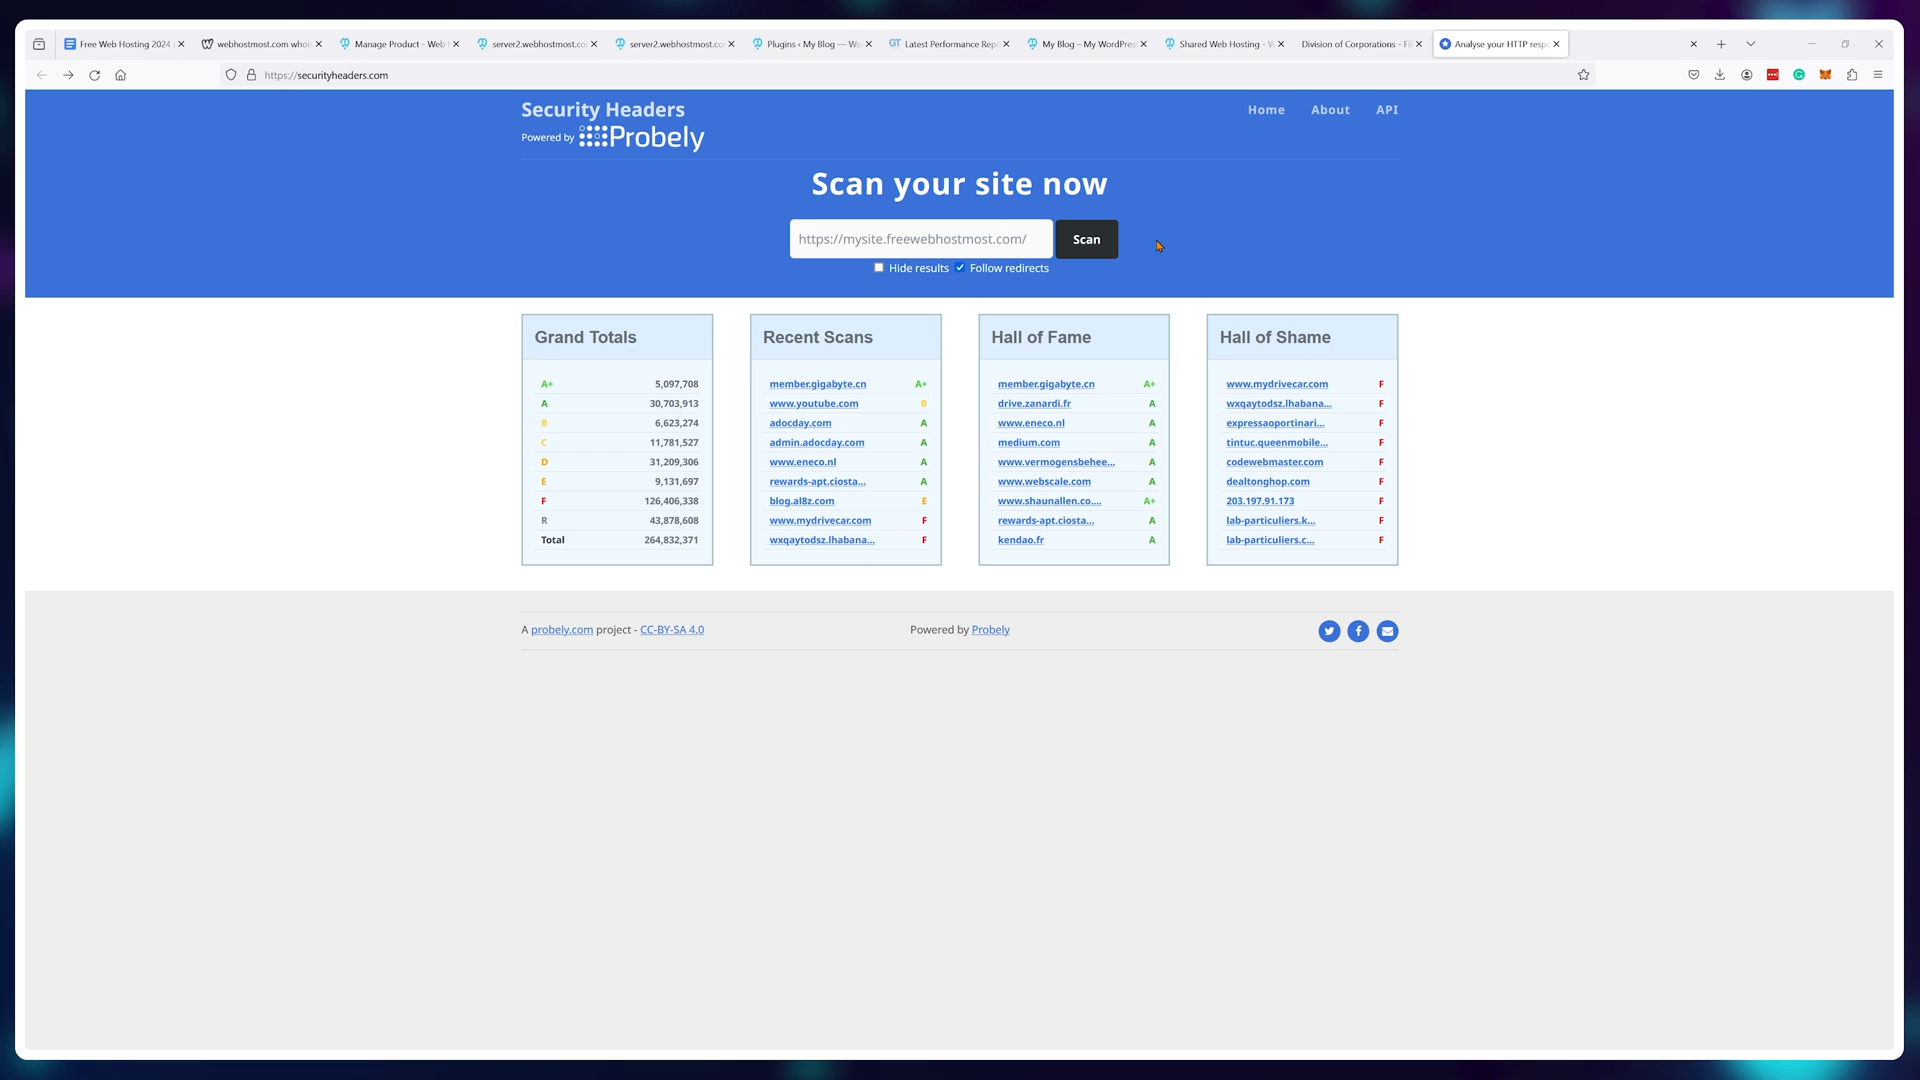 Free Web Hosting 2024
webhostmost.com whois
Manage Product - Web
server2.webhostmost.co
server2.webhostmost.co
Plugins ‹ My Blog — Wo
GT
Latest Performance Repo
My Blog – My WordPres
Shared Web Hosting - W
Division of Corporations - Fil
Analyse your HTTP resp
https://securityheaders.com
Security Headers
Powered by Probely
Home
About
API
Scan your site now
https://mysite.freewebhostmost.com/
Scan
Hide results
Follow redirects
Grand Totals
A+ 5,097,708
A 30,703,913
B 6,623,274
C 11,781,527
D 31,209,306
E 9,131,697
F 126,406,338
R 43,878,608
Total 264,832,371
Recent Scans
member.gigabyte.cn A+
www.youtube.com B
adocday.com A
admin.adocday.com A
www.eneco.nl A
rewards-apt.ciosta... A
blog.al8z.com E
www.mydrivecar.com F
wxqaytodsz.lhabana... F
Hall of Fame
member.gigabyte.cn A+
drive.zanardi.fr A
www.eneco.nl A
medium.com A
www.vermogensbehee... A
www.webscale.com A
www.shaunallen.co.... A+
rewards-apt.ciosta... A
kendao.fr A
Hall of Shame
www.mydrivecar.com F
wxqaytodsz.lhabana... F
expressaoportinari... F
tintuc.queenmobile... F
codewebmaster.com F
dealtonghop.com F
203.197.91.173 F
lab-particuliers.k... F
lab-particuliers.c... F
A probely.com project - CC-BY-SA 4.0
Powered by Probely